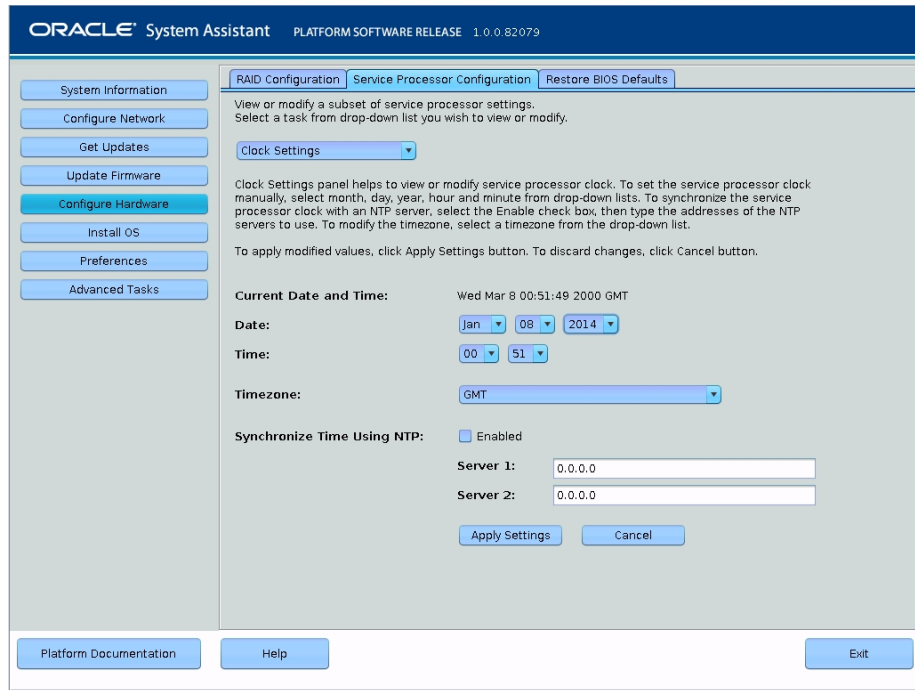 ORACLE System Assistant PLATFORM SOFTWARE RELEASE 1.0.0.82079
System Information
Configure Network
Get Updates
Update Firmware
Configure Hardware
Install OS
Preferences
Advanced Tasks
RAID Configuration Service Processor Configuration Restore BIOS Defaults
View or modify a subset of service processor settings.
Select a task from drop-down list you wish to view or modify.
Clock Settings
Clock Settings panel helps to view or modify service processor clock. To set the service processor clock
manually, select month, day, year, hour and minute from drop-down lists. To synchronize the service
processor clock with an NTP server, select the Enable check box, then type the addresses of the NTP
servers to use. To modify the timezone, select a timezone from the drop-down list.
To apply modified values, click Apply Settings button. To discard changes, click Cancel button.
Current Date and Time: Wed Mar 8 00:51:49 2000 GMT
Date: Jan 08 2014
Time: 00 51
Timezone: GMT
Synchronize Time Using NTP: Enabled
Server 1: 0.0.0.0
Server 2: 0.0.0.0
Apply Settings Cancel
Platform Documentation Help Exit